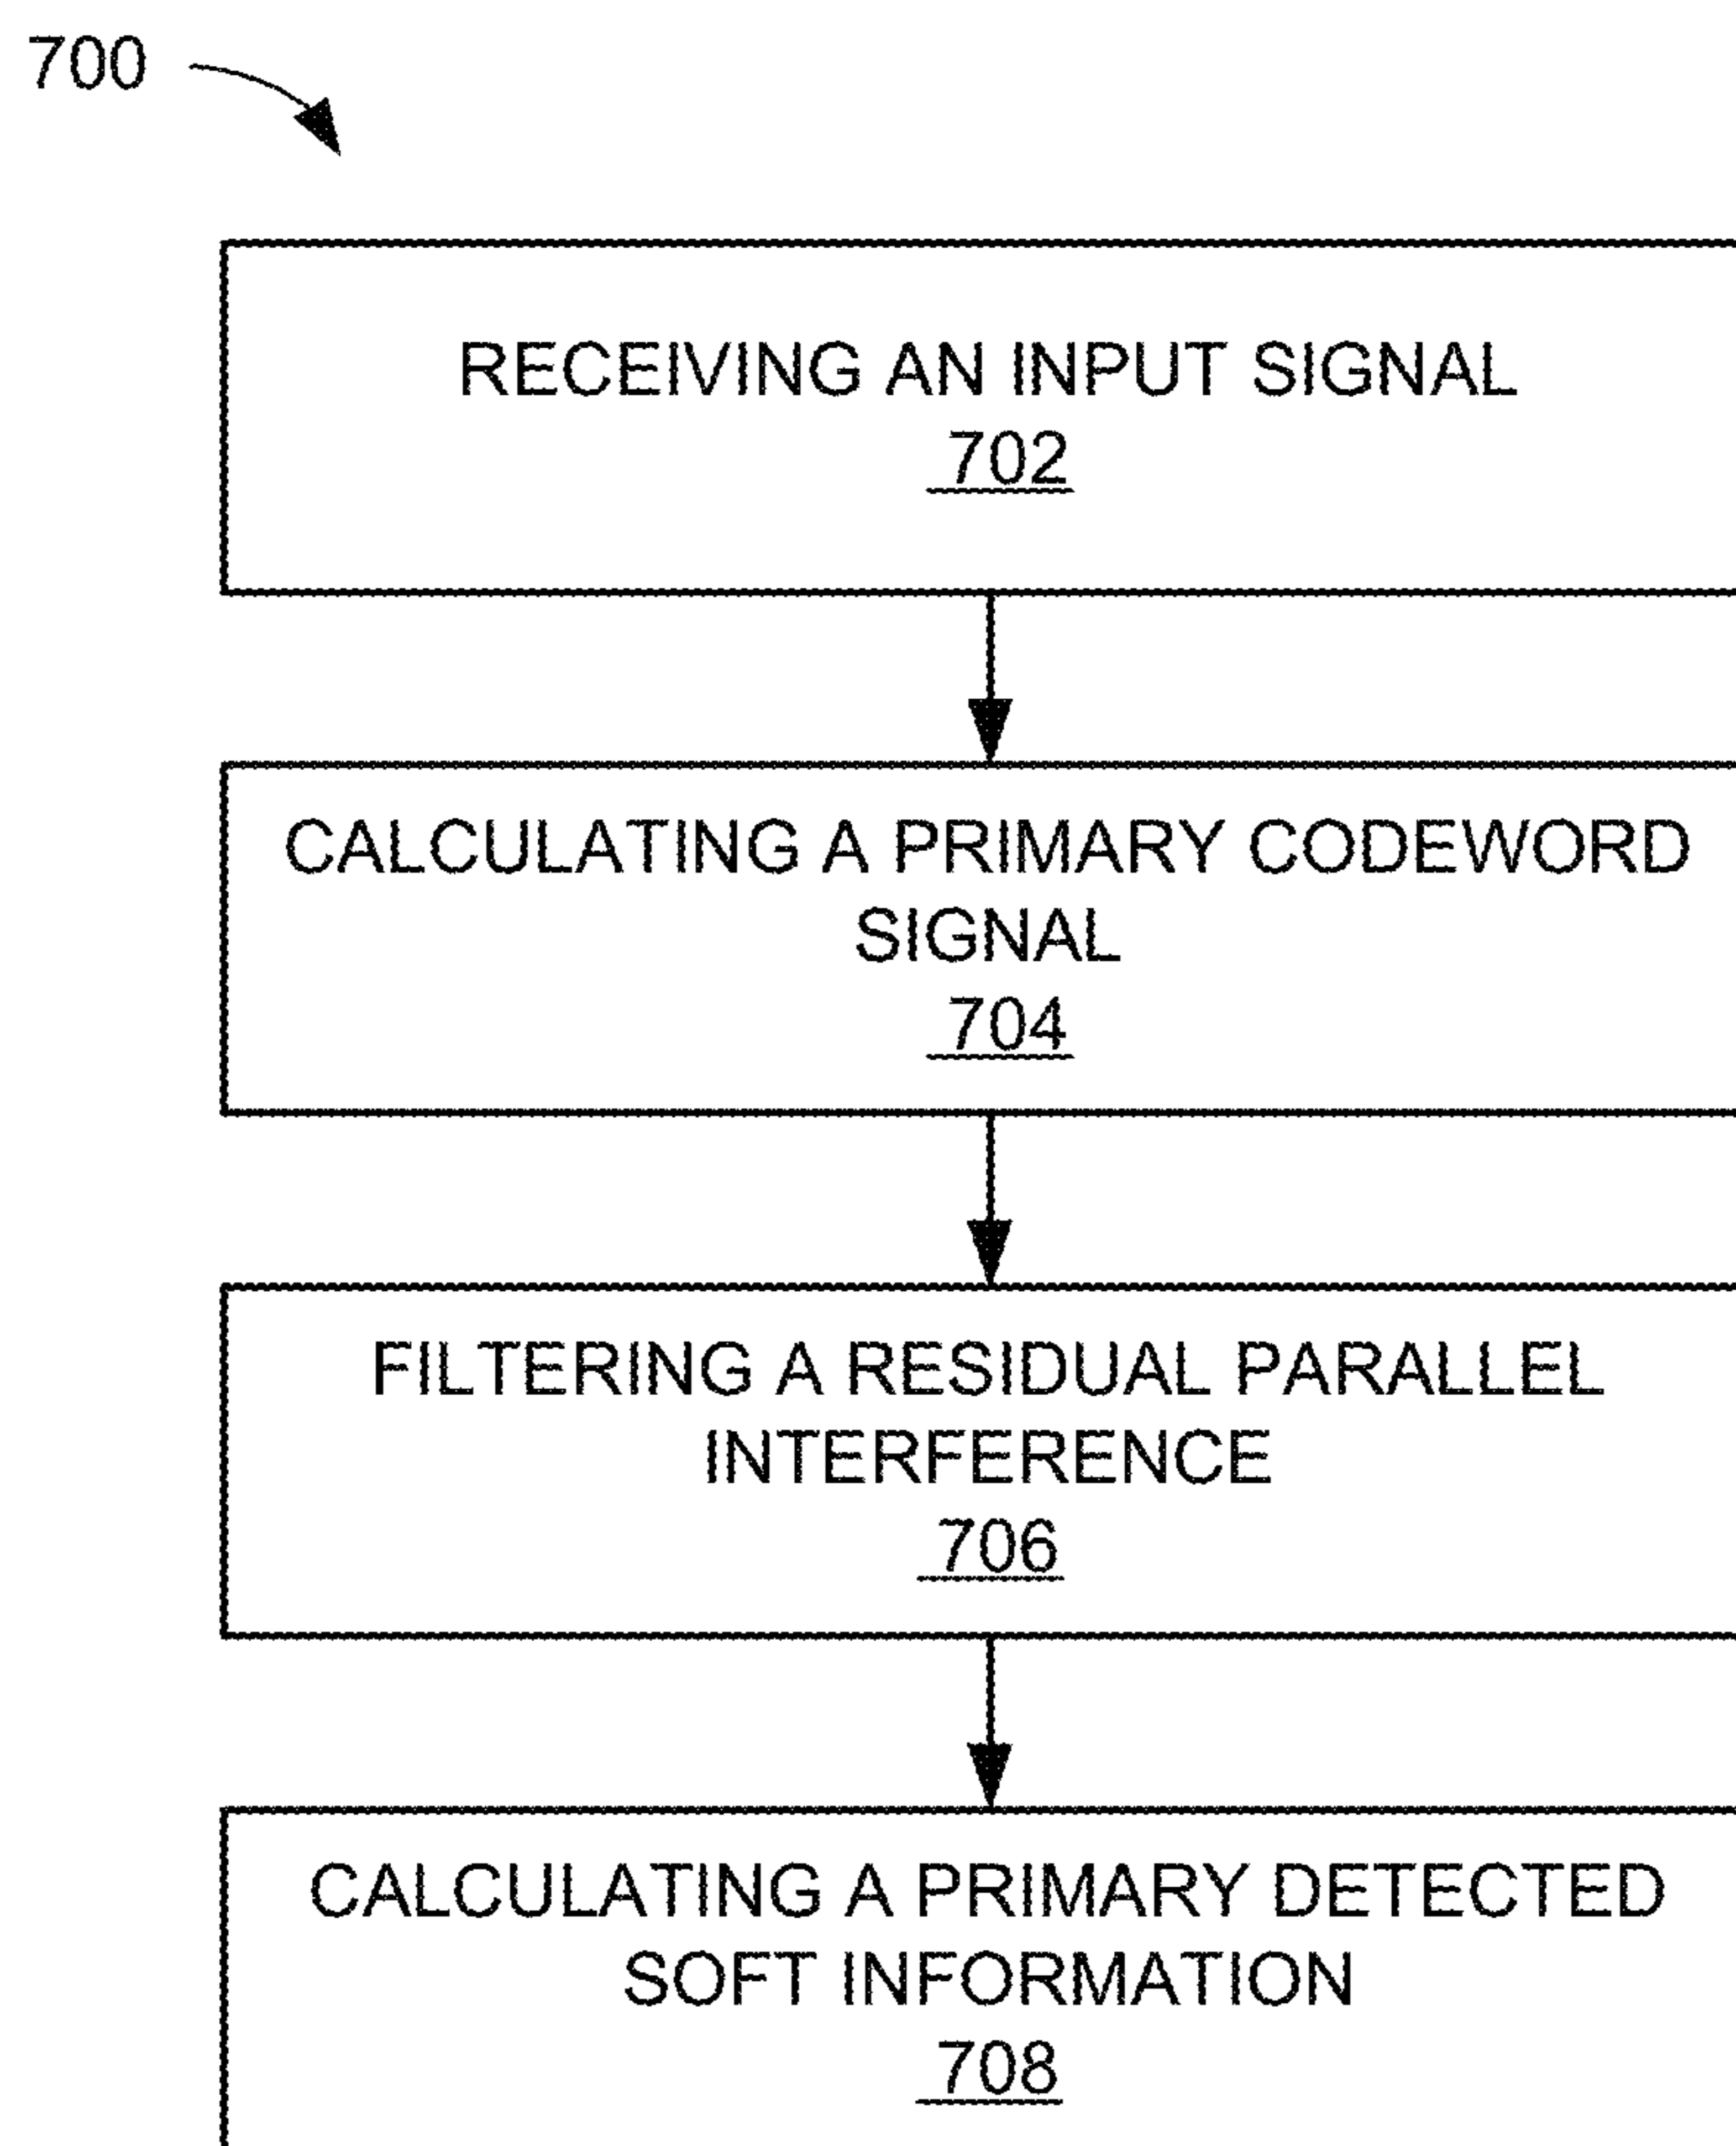 700
RECEIVING AN INPUT SIGNAL
702
CALCULATING A PRIMARY CODEWORD
SIGNAL
704
FILTERING A RESIDUAL PARALLEL
INTERFERENCE
706
CALCULATING A PRIMARY DETECTED
SOFT INFORMATION
708